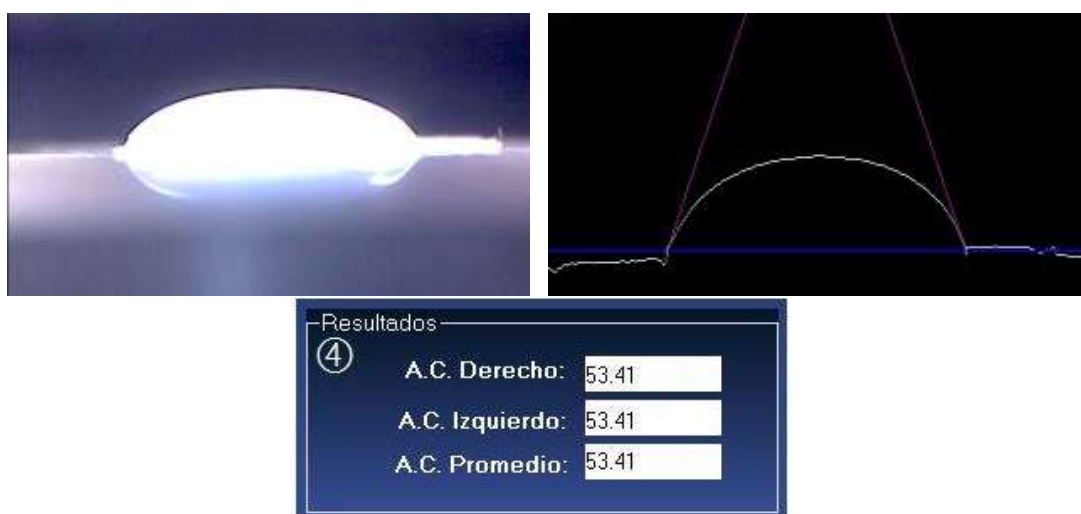 Resultados
④
A.C. Derecho: 53.41
A.C. Izquierdo: 53.41
A.C. Promedio: 53.41